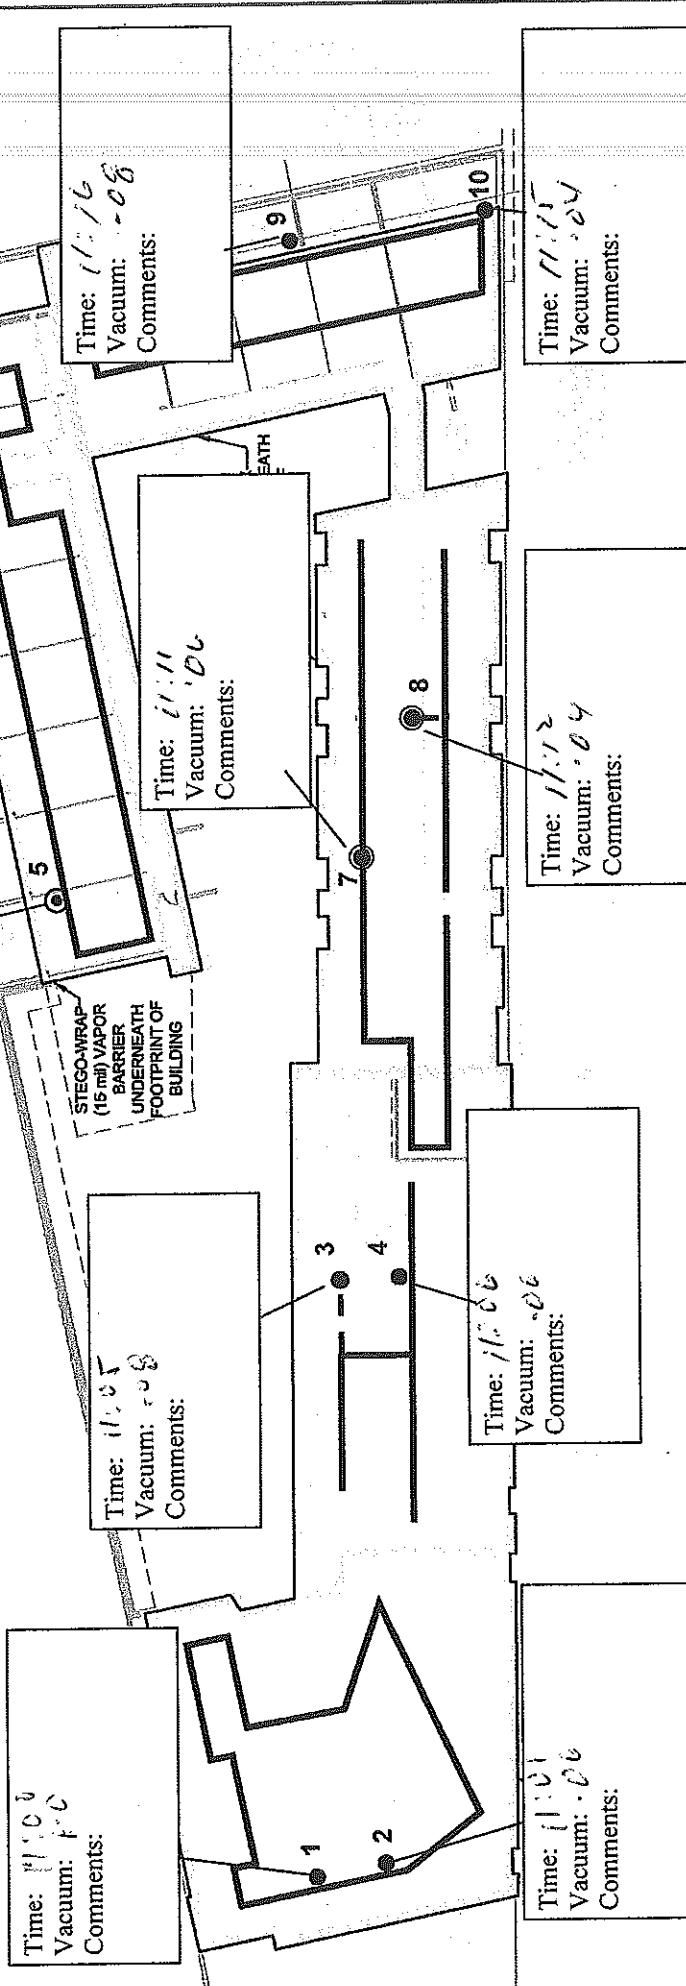 Time: 11:16
Vacuum: .08
Comments:
9
10
Time: 11:15
Vacuum: .04
Comments:
EATH
5
STEGO-WRAP
(15 mil) VAPOR
BARRIER
UNDERNEATH
FOOTPRINT OF
BUILDING
Time: 11:11
Vacuum: .06
Comments:
7
8
Time: 11:12
Vacuum: .04
Comments:
Time: 11:05
Vacuum: .08
Comments:
3
4
Time: 11:06
Vacuum: .06
Comments:
Time:
Vacuum:
Comments:
1
2
Time: 11:01
Vacuum: .06
Comments: